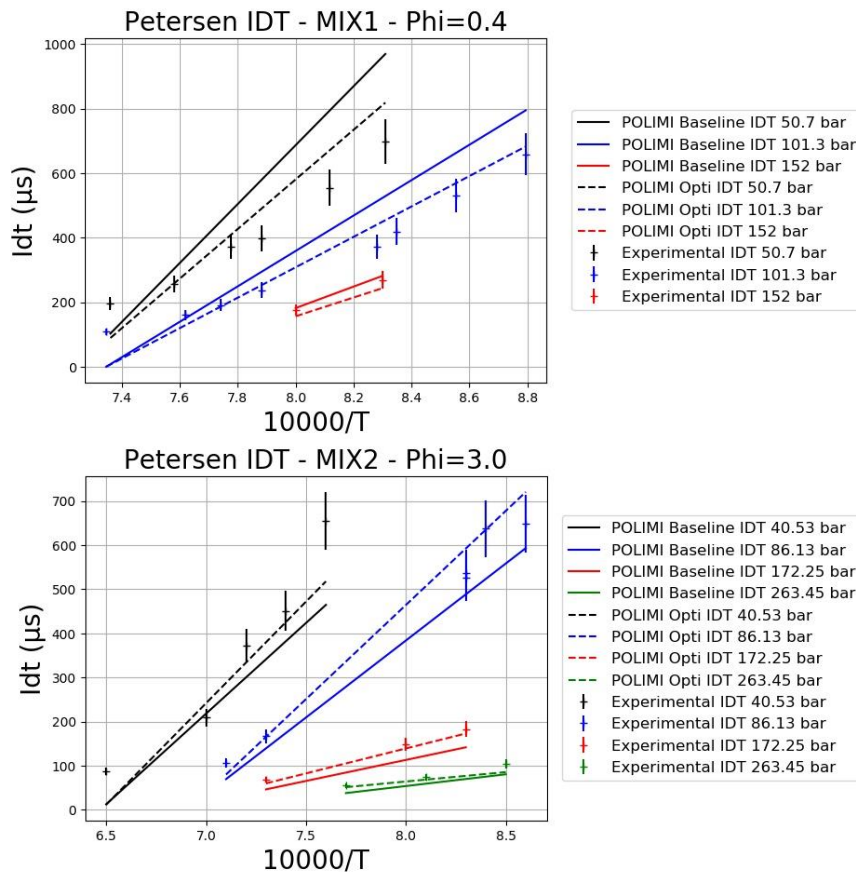 Petersen IDT - MIX1 - Phi=0.4
1000
800
600
400
200
0
Idt (µs)
7.4 7.6 7.8 8.0 8.2 8.4 8.6 8.8
10000/T
POLIMI Baseline IDT 50.7 bar
POLIMI Baseline IDT 101.3 bar
POLIMI Baseline IDT 152 bar
POLIMI Opti IDT 50.7 bar
POLIMI Opti IDT 101.3 bar
POLIMI Opti IDT 152 bar
Experimental IDT 50.7 bar
Experimental IDT 101.3 bar
Experimental IDT 152 bar
Petersen IDT - MIX2 - Phi=3.0
700
600
500
400
300
200
100
0
Idt (µs)
6.5 7.0 7.5 8.0 8.5
10000/T
POLIMI Baseline IDT 40.53 bar
POLIMI Baseline IDT 86.13 bar
POLIMI Baseline IDT 172.25 bar
POLIMI Baseline IDT 263.45 bar
POLIMI Opti IDT 40.53 bar
POLIMI Opti IDT 86.13 bar
POLIMI Opti IDT 172.25 bar
POLIMI Opti IDT 263.45 bar
Experimental IDT 40.53 bar
Experimental IDT 86.13 bar
Experimental IDT 172.25 bar
Experimental IDT 263.45 bar